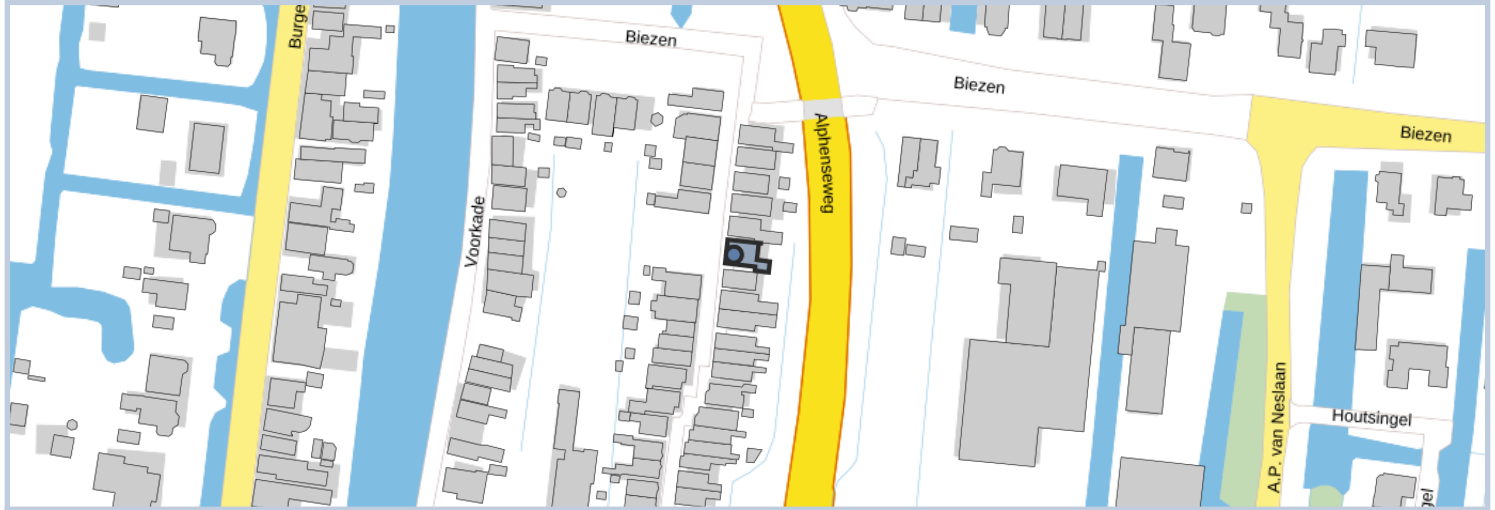 Burge
Biezen
Biezen
Biezen
Alphenseweg
Voorkade
A.P. van Neslaan
Houtsingel
gel